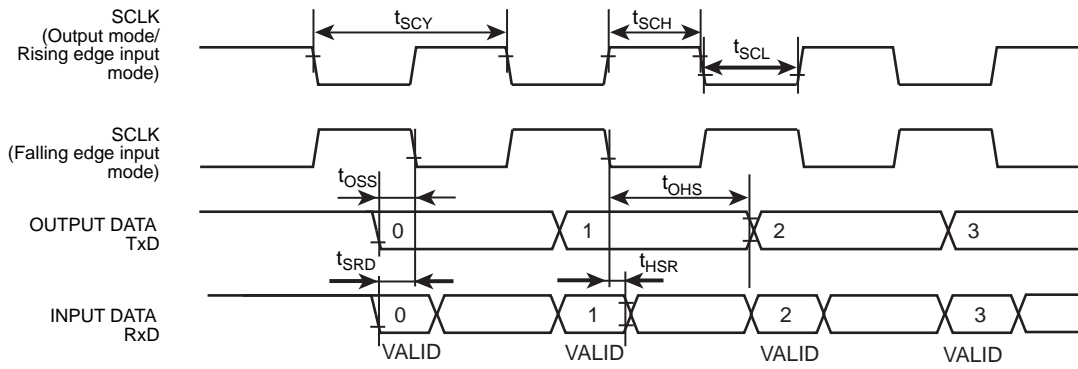 SCLK
(Output mode/
Rising edge input
mode)
tSCY
tSCH
tSCL
SCLK
(Falling edge input
mode)
tOSS
tOHS
OUTPUT DATA
TxD
0
1
2
3
tSRD
tHSR
INPUT DATA
RxD
0
1
2
3
VALID
VALID
VALID
VALID